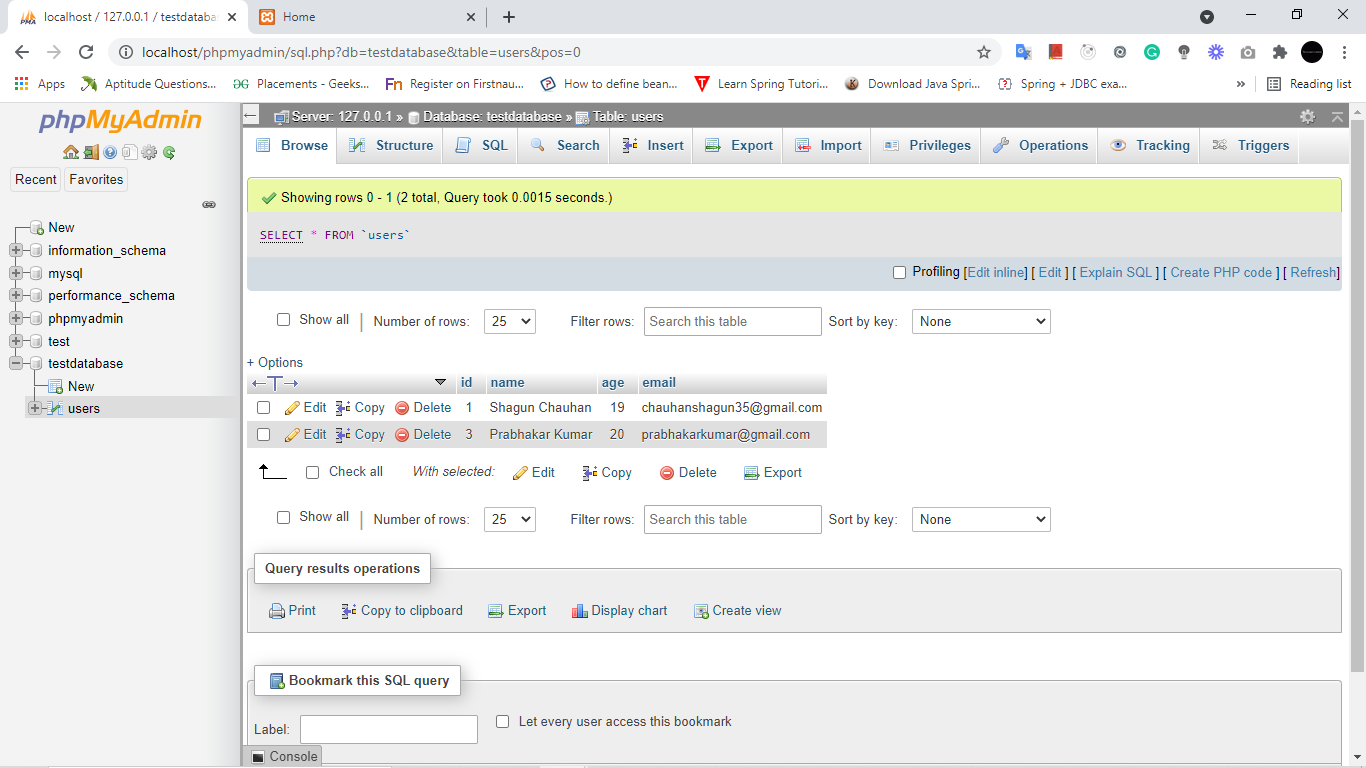 localhost / 127.0.0.1 / testdataba
Home
localhost/phpmyadmin/sql.php?db=testdatabase&table=users&pos=0
Apps Aptitude Questions... Placements - Geeks... Register on Firstnau... How to define bean... Learn Spring Tutori... Download Java Spri... Spring + JDBC exa... » Reading list
phpMyAdmin
Recent Favorites
New
information_schema
mysql
performance_schema
phpmyadmin
test
testdatabase
New
users
Server: 127.0.0.1 » Database: testdatabase » Table: users
Browse Structure SQL Search Insert Export Import Privileges Operations Tracking Triggers
Showing rows 0 - 1 (2 total, Query took 0.0015 seconds.)
SELECT * FROM `users`
Profiling [Edit inline] [ Edit ] [ Explain SQL ] [ Create PHP code ] [ Refresh]
Show all | Number of rows: 25 Filter rows: Search this table Sort by key: None
+ Options
←T→ id name age email
Edit Copy Delete 1 Shagun Chauhan 19 chauhanshagun35@gmail.com
Edit Copy Delete 3 Prabhakar Kumar 20 prabhakarkumar@gmail.com
Check all With selected: Edit Copy Delete Export
Show all | Number of rows: 25 Filter rows: Search this table Sort by key: None
Query results operations
Print Copy to clipboard Export Display chart Create view
Bookmark this SQL query
Label: Let every user access this bookmark
Console